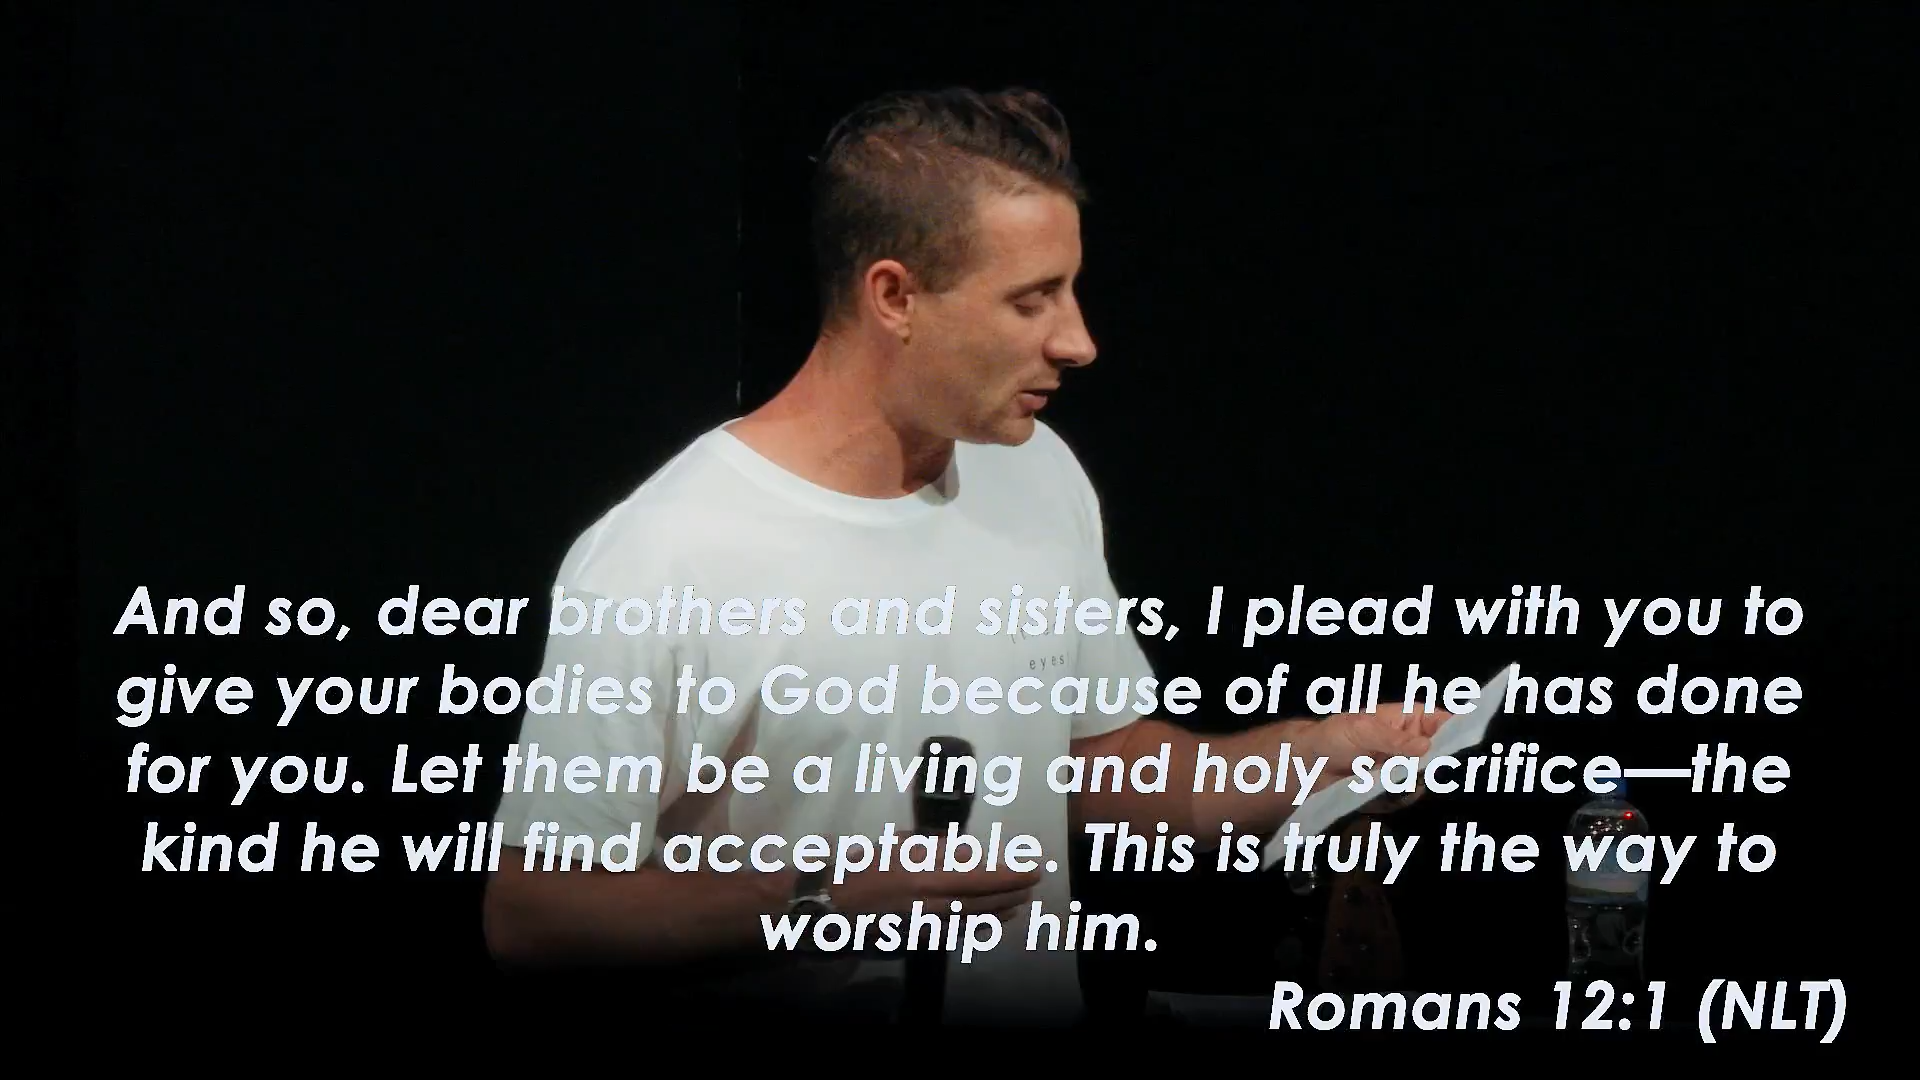 And so, dear brothers and sisters, I plead with you to
give your bodies to God because of all he has done
for you. Let them be a living and holy sacrifice—the
kind he will find acceptable. This is truly the way to
worship him.
Romans 12:1 (NLT)
eyes